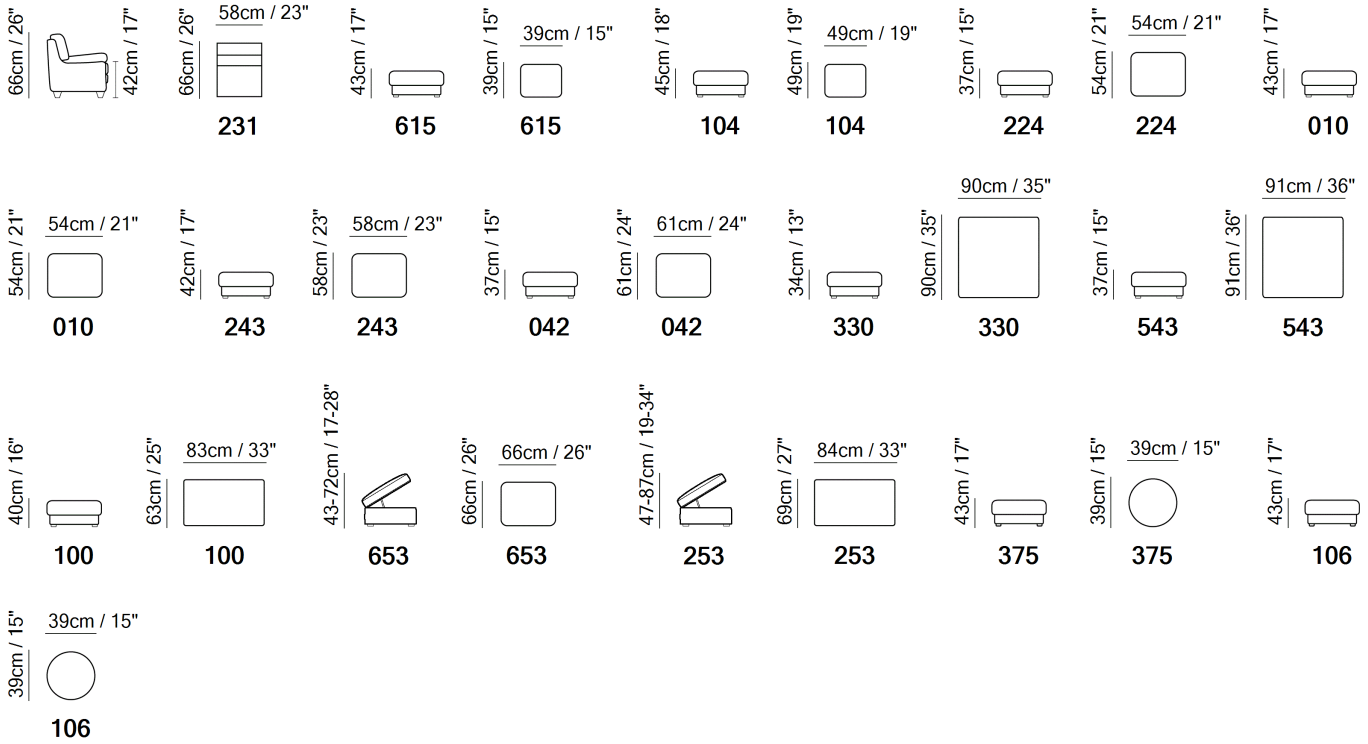 66cm / 26"
42cm / 17"
66cm / 26"
58cm / 23"
231
43cm / 17"
615
39cm / 15"
39cm / 15"
615
45cm / 18"
104
49cm / 19"
49cm / 19"
104
37cm / 15"
224
54cm / 21"
54cm / 21"
224
43cm / 17"
010
54cm / 21"
54cm / 21"
010
42cm / 17"
243
58cm / 23"
58cm / 23"
243
37cm / 15"
042
61cm / 24"
61cm / 24"
042
34cm / 13"
330
90cm / 35"
90cm / 35"
330
37cm / 15"
543
91cm / 36"
91cm / 36"
543
40cm / 16"
100
63cm / 25"
83cm / 33"
100
43-72cm / 17-28"
653
66cm / 26"
66cm / 26"
653
47-87cm / 19-34"
253
69cm / 27"
84cm / 33"
253
43cm / 17"
375
39cm / 15"
39cm / 15"
375
43cm / 17"
106
39cm / 15"
39cm / 15"
106